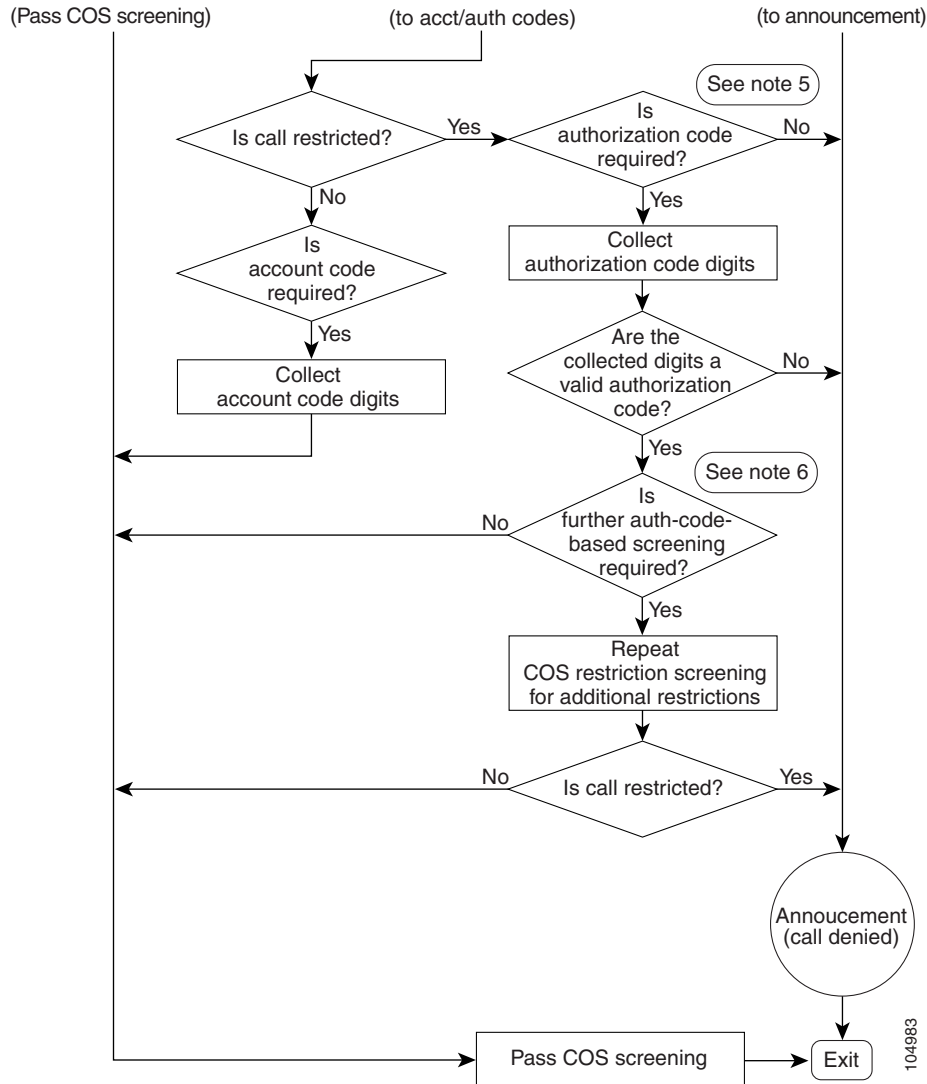 (Pass COS screening)
(to acct/auth codes)
(to announcement)
See note 5
Is call restricted?
Yes
Is
authorization code
required?
No
No
Yes
Is
account code
required?
Collect
authorization code digits
Yes
Collect
account code digits
Are the
collected digits a
valid authorization
code?
No
Yes
See note 6
No
Is
further auth-code-
based screening
required?
Yes
Repeat
COS restriction screening
for additional restrictions
No
Is call restricted?
Yes
Annoucement
(call denied)
Pass COS screening
Exit
104983